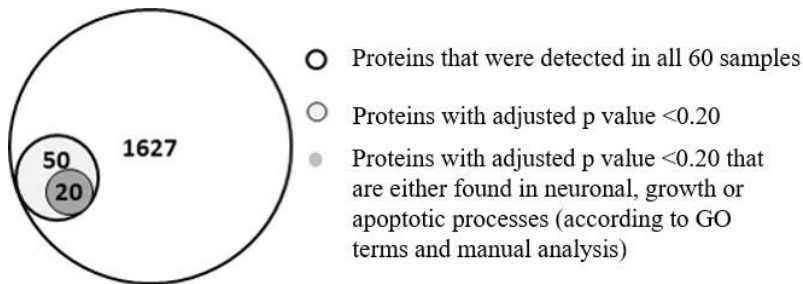 1627
50
20
Proteins that were detected in all 60 samples
Proteins with adjusted p value <0.20
Proteins with adjusted p value <0.20 that
are either found in neuronal, growth or
apoptotic processes (according to GO
terms and manual analysis)